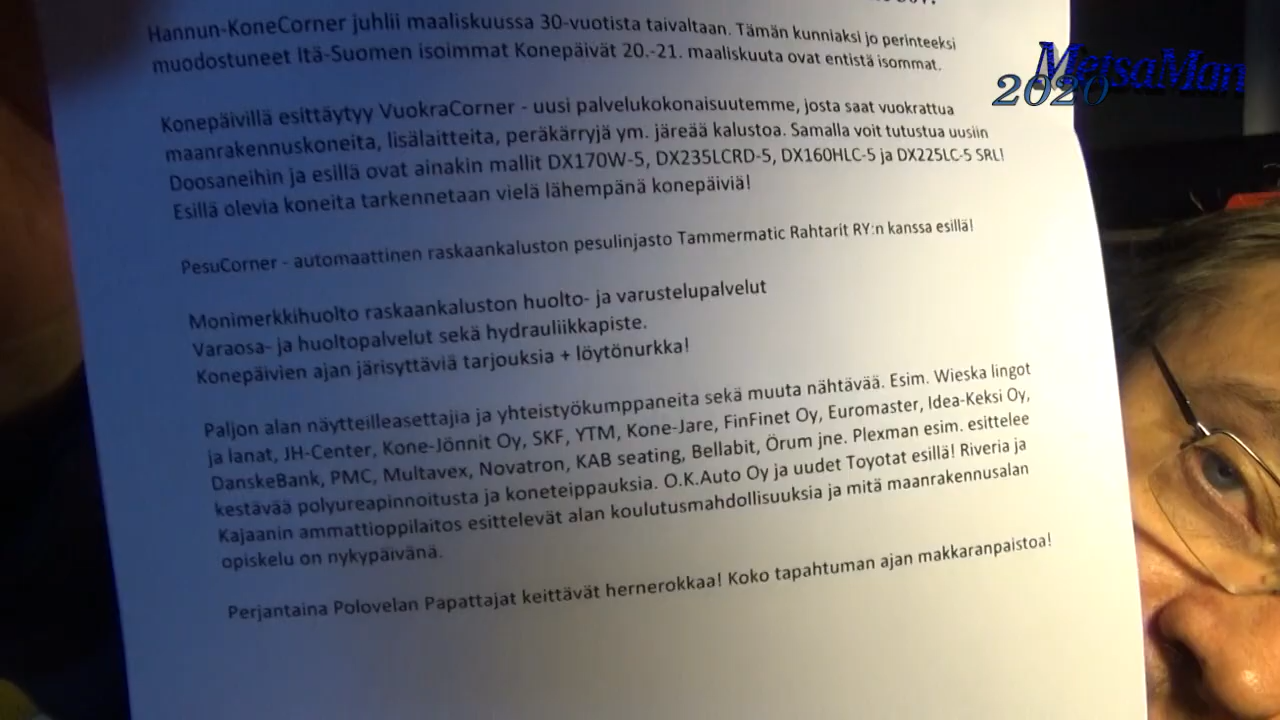 Hannun-KoneCorner juhlii maaliskuussa 30-vuotista taivaltaan. Tämän kunniaksi jo perinteeksi
muodostuneet Itä-Suomen isoimmat Konepäivät 20.-21. maaliskuuta ovat entistä isommat.
MetsaMan
2020
Konepäivillä esittäytyy VuokraCorner - uusi palvelukokonaisuutemme, josta saat vuokrattua
maanrakennuskoneita, lisälaitteita, peräkärryjä ym. järeää kalustoa. Samalla voit tutustua uusiin
Doosaneihin ja esillä ovat ainakin mallit DX170W-5, DX235LCRD-5, DX160HLC-5 ja DX225LC-5 SRL!
Esillä olevia koneita tarkennetaan vielä lähempänä konepäiviä!
PesuCorner - automaattinen raskaankaluston pesulinjasto Tammermatic Rahtarit RY:n kanssa esillä!
Monimerkkihuolto raskaankaluston huolto- ja varustelupalvelut
Varaosa- ja huoltopalvelut sekä hydrauliikkapiste.
Konepäivien ajan järisyttäviä tarjouksia + löytönurkka!
Paljon alan näytteilleasettajia ja yhteistyökumppaneita sekä muuta nähtävää. Esim. Wieska lingot
ja lanat, JH-Center, Kone-Jönnit Oy, SKF, YTM, Kone-Jare, FinFinet Oy, Euromaster, Idea-Keksi Oy,
DanskeBank, PMC, Multavex, Novatron, KAB seating, Bellabit, Örum jne. Plexman esim. esittelee
kestävää polyureapinnoitusta ja koneteippauksia. O.K.Auto Oy ja uudet Toyotat esillä! Riveria ja
Kajaanin ammattioppilaitos esittelevät alan koulutusmahdollisuuksia ja mitä maanrakennusalan
opiskelu on nykypäivänä.
Perjantaina Polovelan Papattajat keittävät hernerokkaa! Koko tapahtuman ajan makkaranpaistoa!